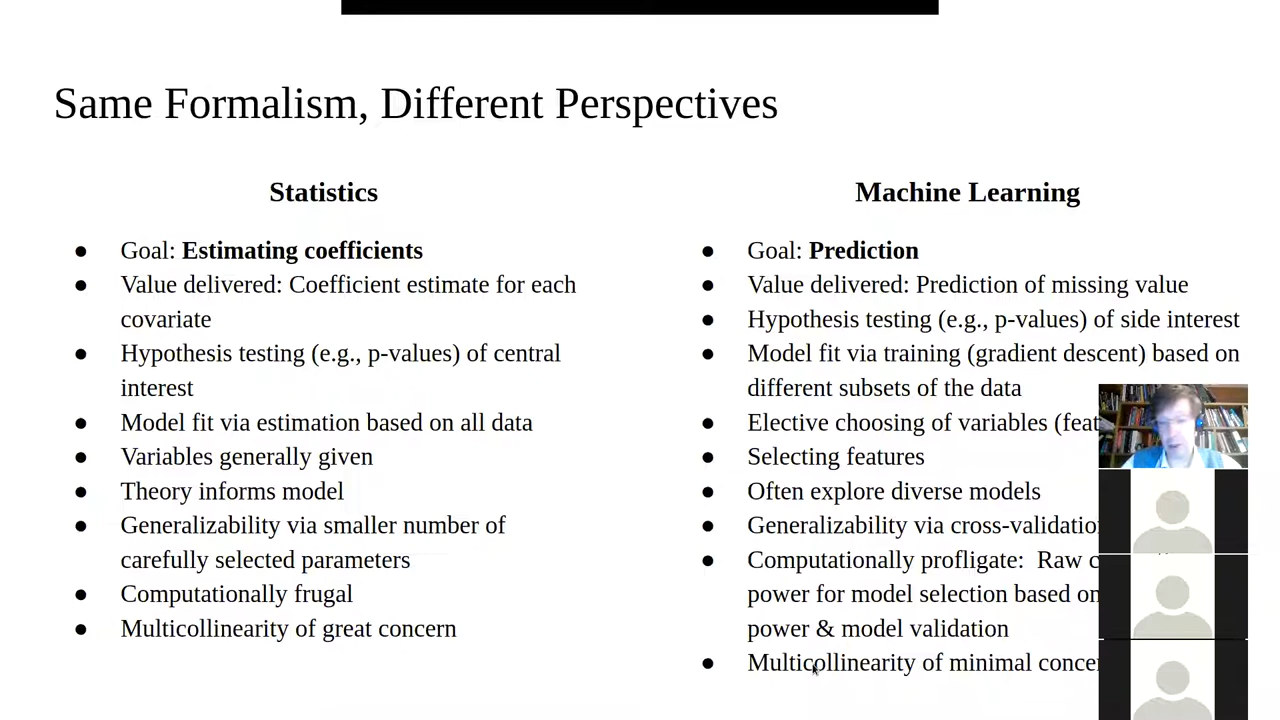 Same Formalism, Different Perspectives
Statistics
● Goal: Estimating coefficients
● Value delivered: Coefficient estimate for each
covariate
● Hypothesis testing (e.g., p-values) of central
interest
● Model fit via estimation based on all data
● Variables generally given
● Theory informs model
● Generalizability via smaller number of
carefully selected parameters
● Computationally frugal
● Multicollinearity of great concern
Machine Learning
● Goal: Prediction
● Value delivered: Prediction of missing value
● Hypothesis testing (e.g., p-values) of side interest
● Model fit via training (gradient descent) based on
different subsets of the data
● Elective choosing of variables
● Selecting features
● Often explore diverse models
● Generalizability via
● Computationally profligate: Raw
power for model selection based on
power & model validation
● Multicollinearity of minimal